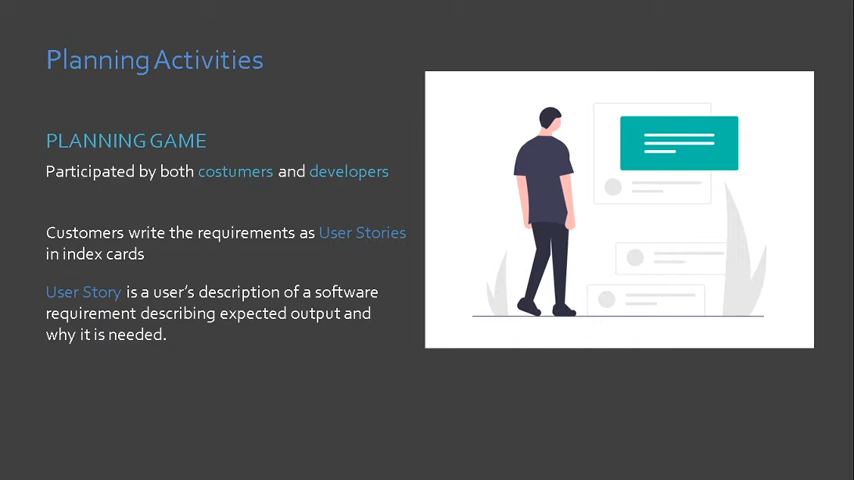 Planning Activities
PLANNING GAME
Participated by both costumers and developers
Customers write the requirements as User Stories
in index cards
User Story is a user’s description of a software
requirement describing expected output and
why it is needed.